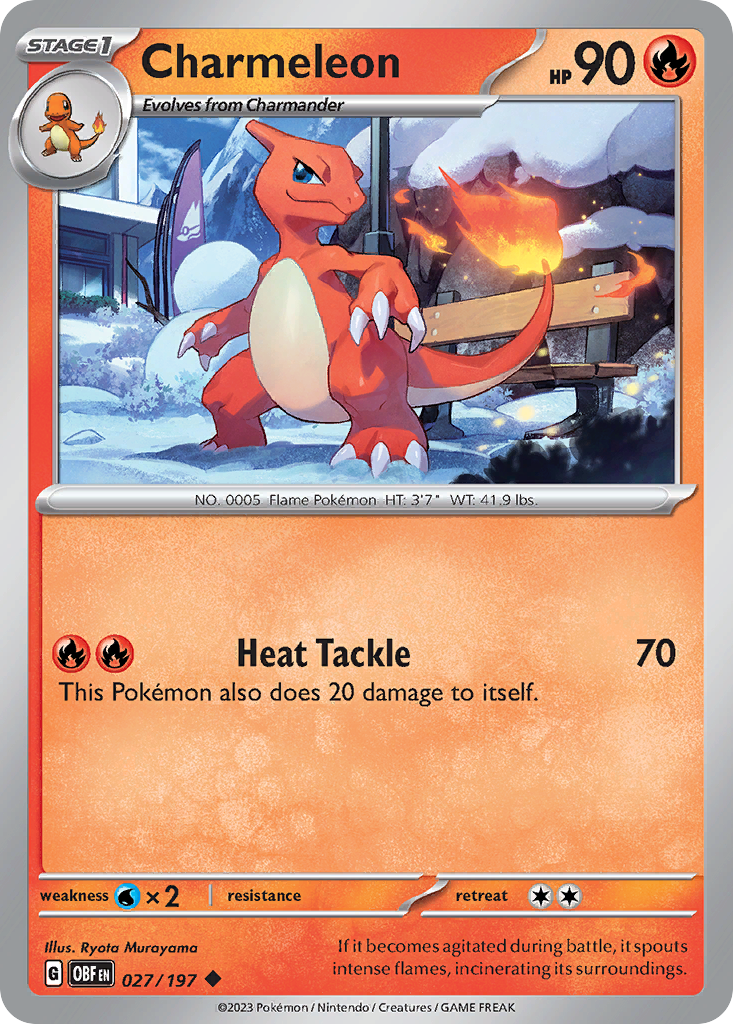 STAGE1
Charmeleon
HP 90
Evolves from Charmander
NO. 0005 Flame Pokémon HT: 3'7" WT: 41.9 lbs.
Heat Tackle 70
This Pokémon also does 20 damage to itself.
weakness ×2 resistance retreat
Illus. Ryota Murayama
If it becomes agitated during battle, it spouts
intense flames, incinerating its surroundings.
G OBF EN 027/197
©2023 Pokémon / Nintendo / Creatures / GAME FREAK